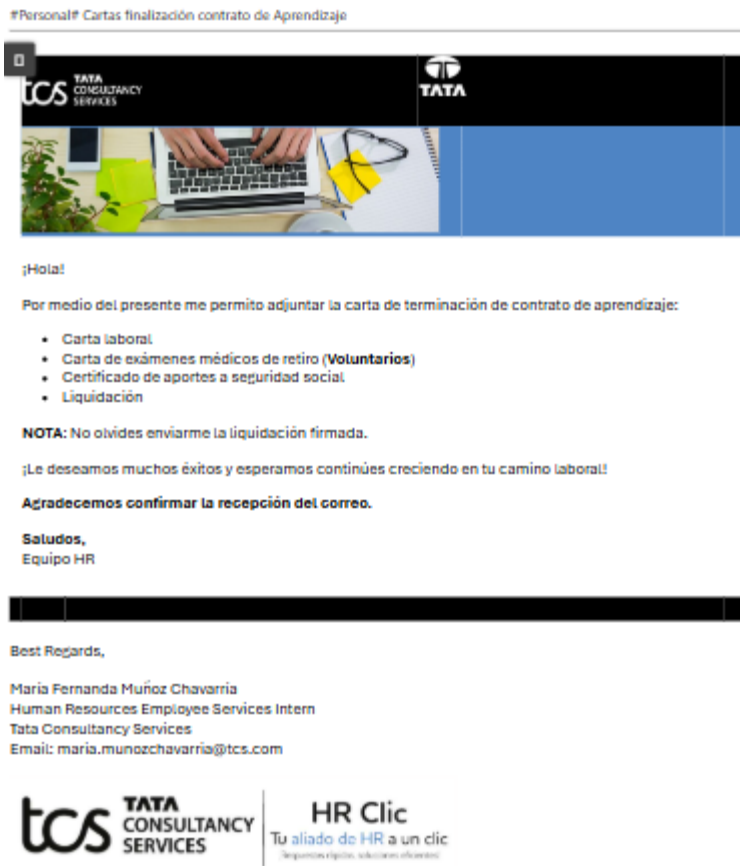 #Personal# Cartas finalización contrato de Aprendizaje
tcs TATA CONSULTANCY SERVICES
TATA
¡Hola!
Por medio del presente me permito adjuntar la carta de terminación de contrato de aprendizaje:
• Carta laboral
• Carta de exámenes médicos de retiro (Voluntarios)
• Certificado de aportes a seguridad social
• Liquidación
NOTA: No olvides enviarme la liquidación firmada.
¡Le deseamos muchos éxitos y esperamos continúes creciendo en tu camino laboral!
Agradecemos confirmar la recepción del correo.
Saludos,
Equipo HR
Best Regards,
Maria Fernanda Muñoz Chavarria
Human Resources Employee Services Intern
Tata Consultancy Services
Email: maria.munozchavarria@tcs.com
tcs TATA CONSULTANCY SERVICES
HR Clic
Tu aliado de HR a un clic
Respuestas rápidas, soluciones eficientes!